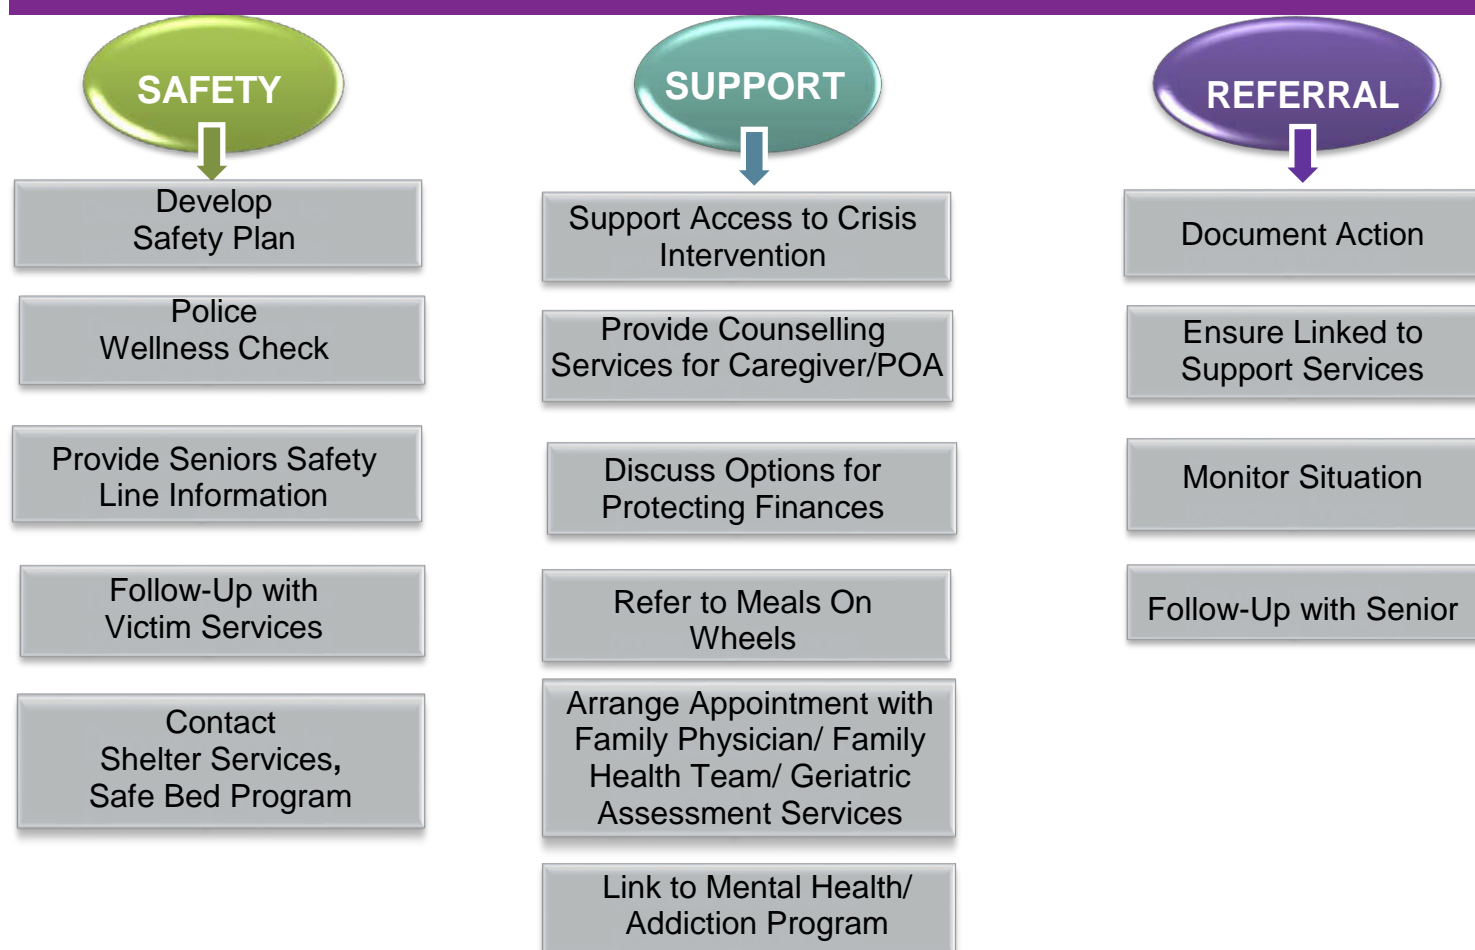 SAFETY
Develop
Safety Plan
Police
Wellness Check
Provide Seniors Safety
Line Information
Follow-Up with
Victim Services
Contact
Shelter Services,
Safe Bed Program
SUPPORT
Support Access to Crisis
Intervention
Provide Counselling
Services for Caregiver/POA
Discuss Options for
Protecting Finances
Refer to Meals On
Wheels
Arrange Appointment with
Family Physician/ Family
Health Team/ Geriatric
Assessment Services
Link to Mental Health/
Addiction Program
REFERRAL
Document Action
Ensure Linked to
Support Services
Monitor Situation
Follow-Up with Senior